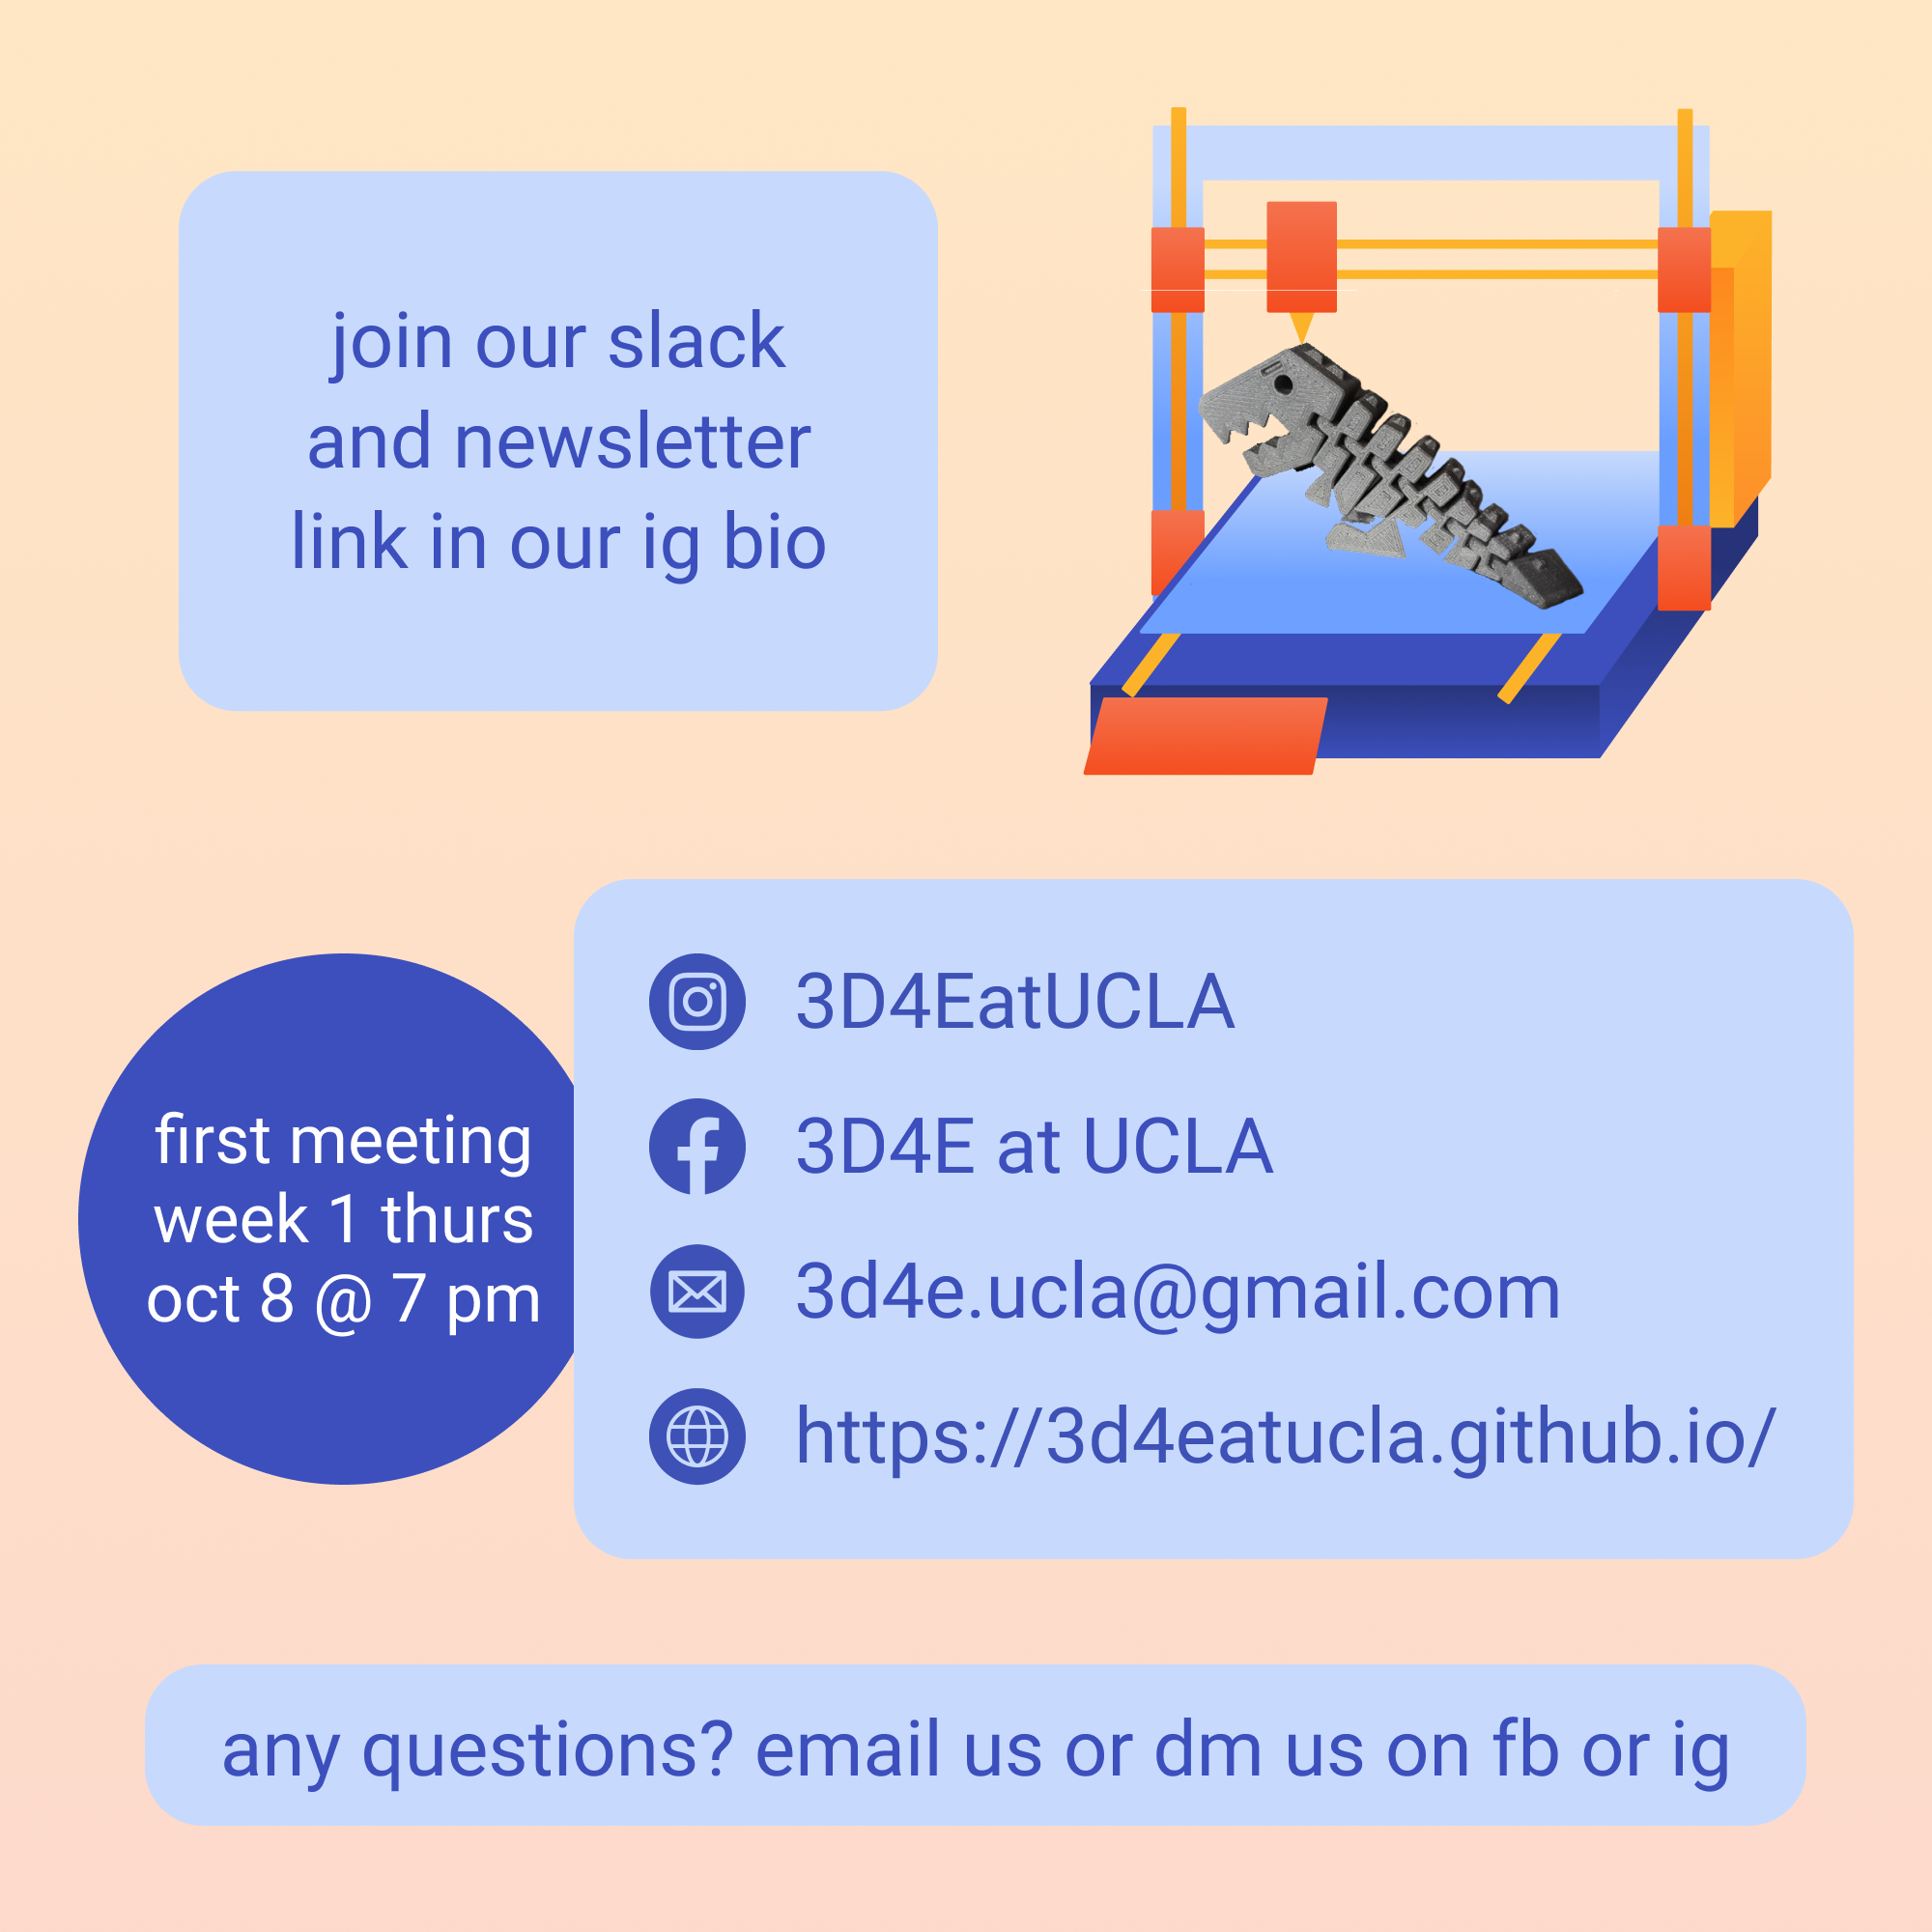 join our slack
and newsletter
link in our ig bio
first meeting
week 1 thurs
oct 8 @ 7 pm
3D4EatUCLA
3D4E at UCLA
3d4e.ucla@gmail.com
https://3d4eatucla.github.io/
any questions? email us or dm us on fb or ig